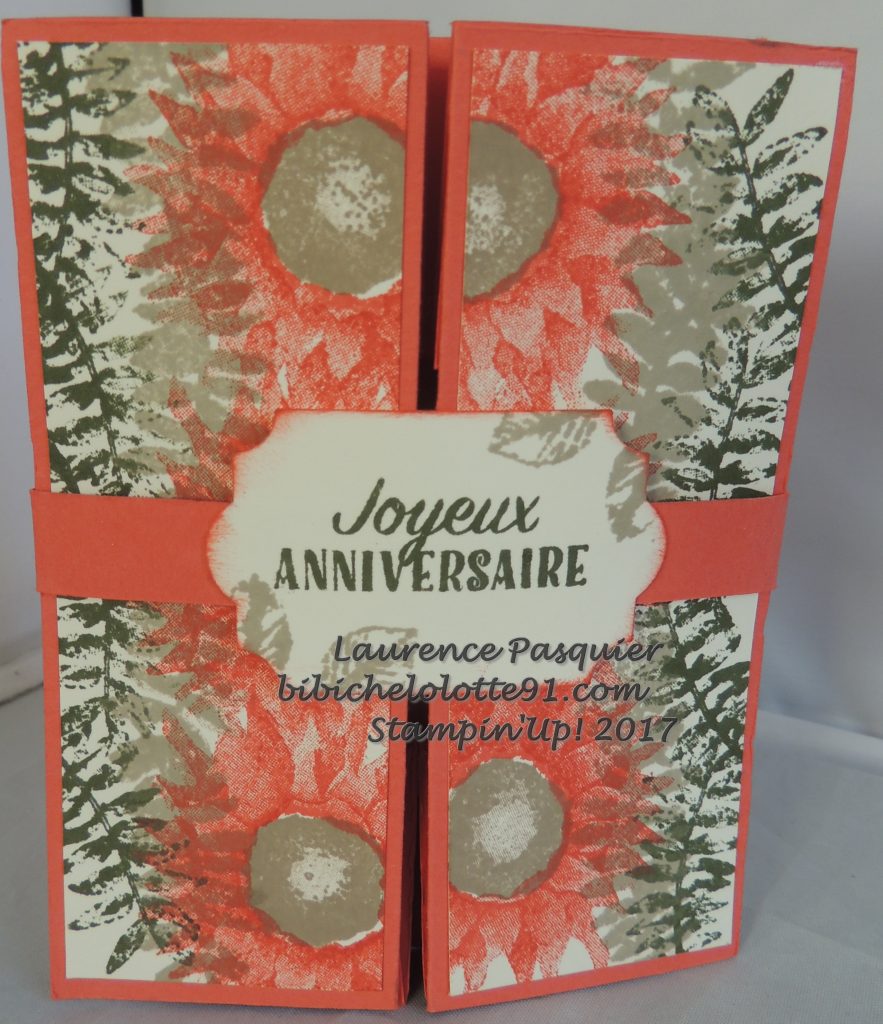 Joyeux
ANNIVERSAIRE
Laurence Pasquier
bibichelolotte91.com
Stampin'Up! 2017